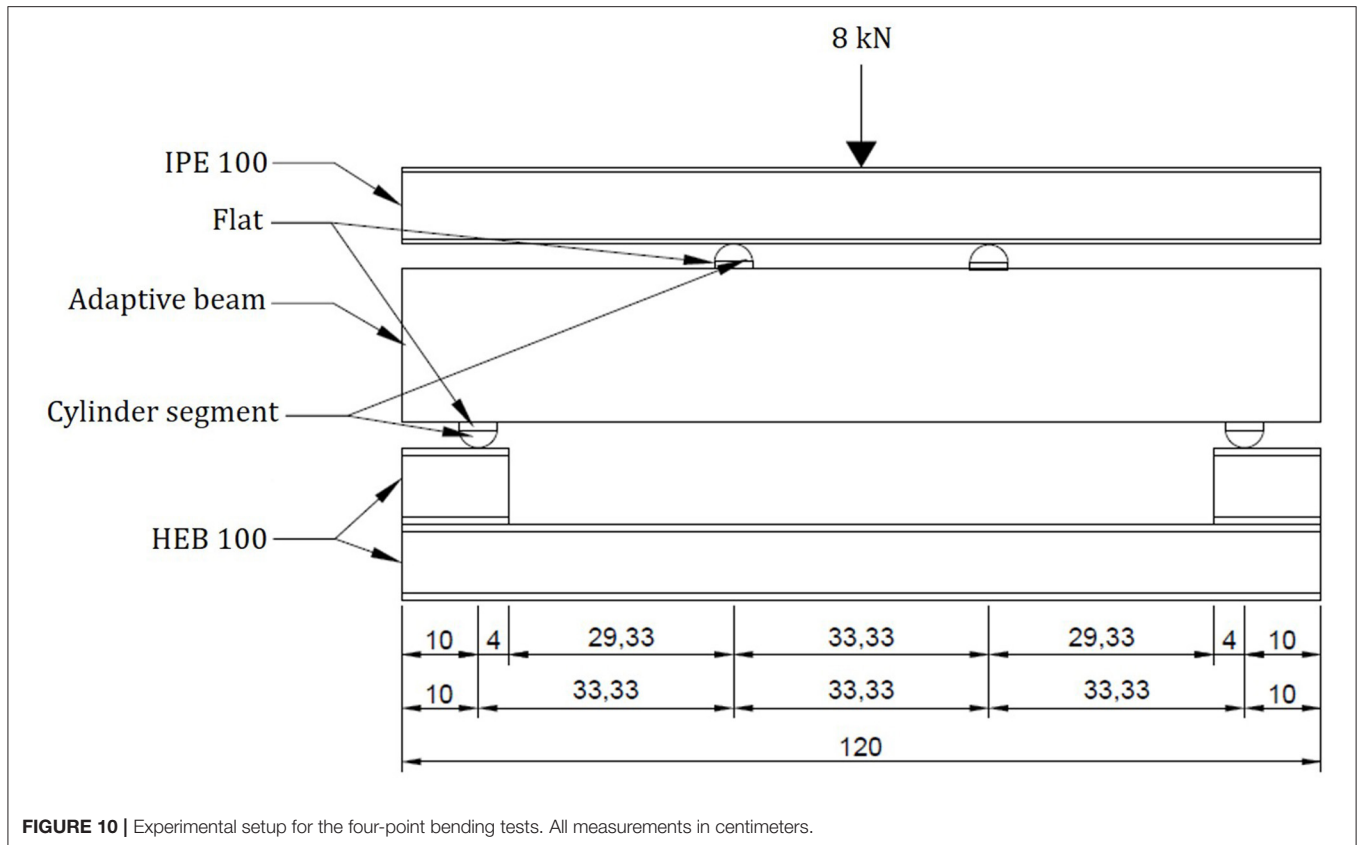 8 kN
IPE 100
Flat
Adaptive beam
Cylinder segment
HEB 100
10 4 29,33 33,33 29,33 4 10
10 33,33 33,33 33,33 10
120
FIGURE 10 | Experimental setup for the four-point bending tests. All measurements in centimeters.